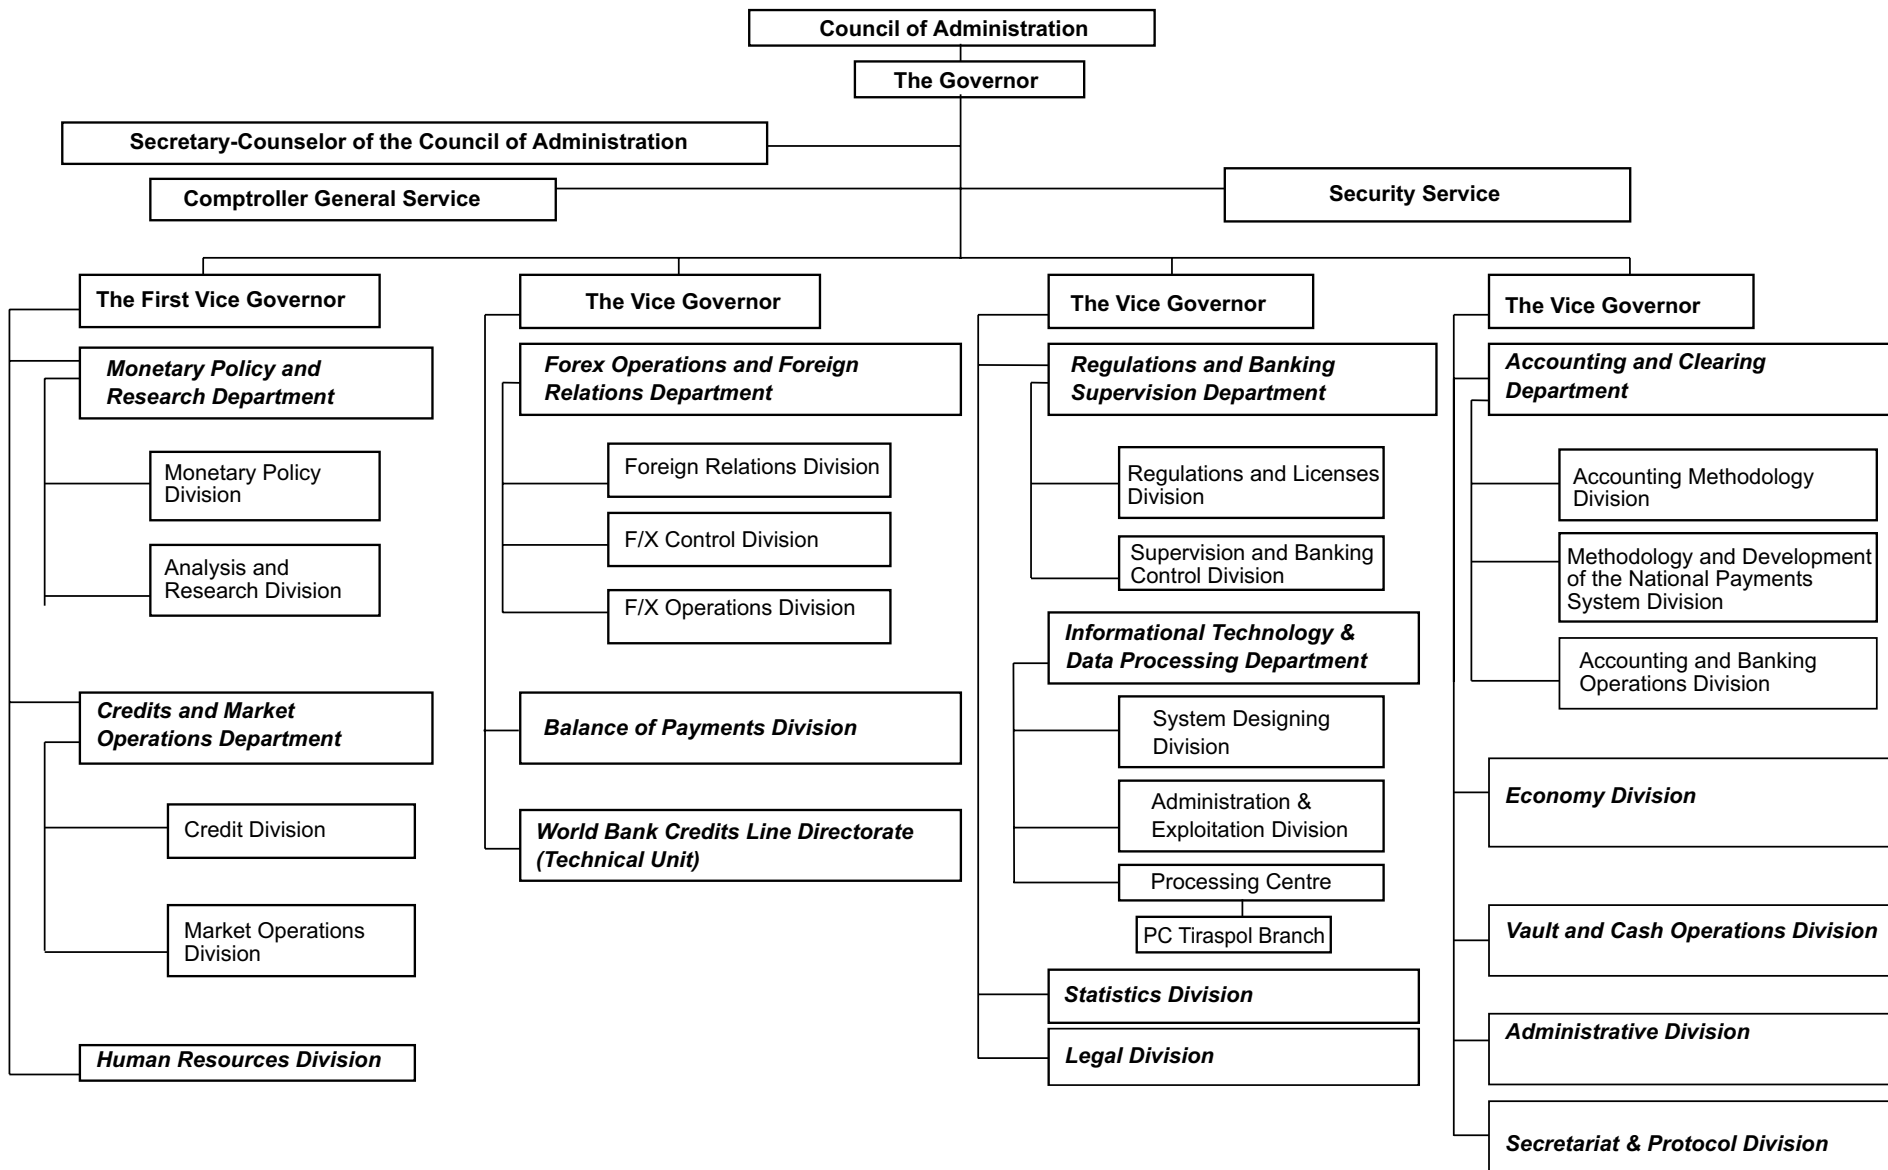 Council of Administration
The Governor
Secretary-Counselor of the Council of Administration
Comptroller General Service
Security Service
The First Vice Governor
Monetary Policy and
Research Department
Monetary Policy
Division
Analysis and
Research Division
Credits and Market
Operations Department
Credit Division
Market Operations
Division
Human Resources Division
The Vice Governor
Forex Operations and Foreign
Relations Department
Foreign Relations Division
F/X Control Division
F/X Operations Division
Balance of Payments Division
World Bank Credits Line Directorate
(Technical Unit)
The Vice Governor
Regulations and Banking
Supervision Department
Regulations and Licenses
Division
Supervision and Banking
Control Division
Informational Technology &
Data Processing Department
System Designing
Division
Administration &
Exploitation Division
Processing Centre
PC Tiraspol Branch
Statistics Division
Legal Division
The Vice Governor
Accounting and Clearing
Department
Accounting Methodology
Division
Methodology and Development
of the National Payments
System Division
Accounting and Banking
Operations Division
Economy Division
Vault and Cash Operations Division
Administrative Division
Secretariat & Protocol Division